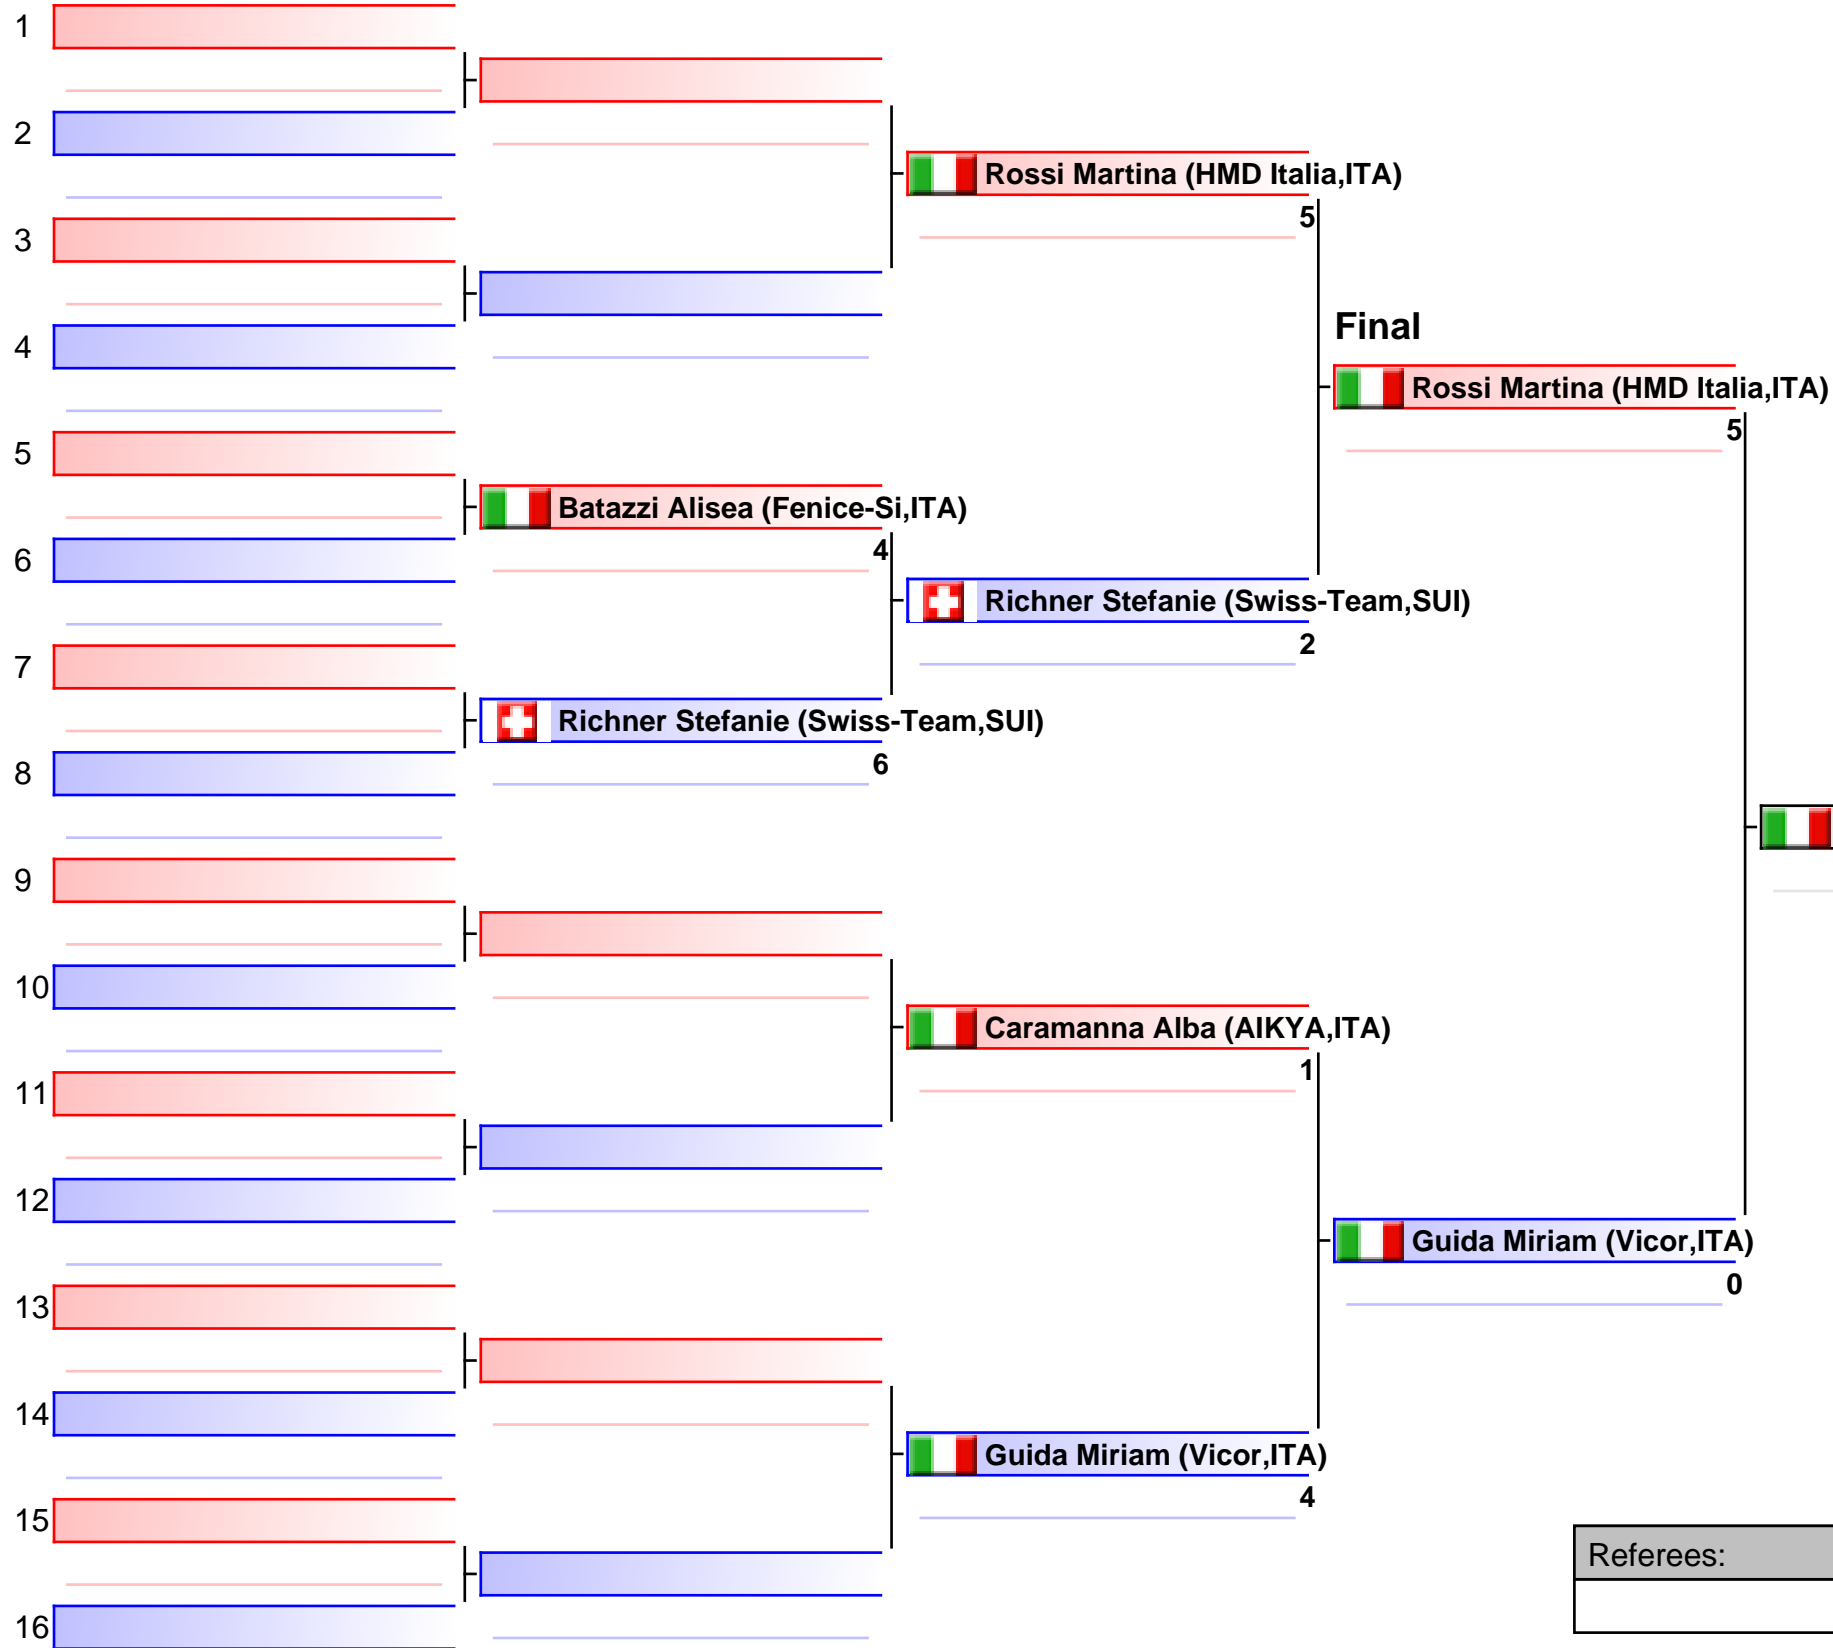 1
2
Rossi Martina (HMD Italia,ITA)
5
3
Final
4
Rossi Martina (HMD Italia,ITA)
5
5
Batazzi Alisea (Fenice-Si,ITA)
4
6
Richner Stefanie (Swiss-Team,SUI)
2
7
Richner Stefanie (Swiss-Team,SUI)
6
8
9
10
Caramanna Alba (AIKYA,ITA)
1
11
12
Guida Miriam (Vicor,ITA)
0
13
14
Guida Miriam (Vicor,ITA)
4
15
Referees:
16